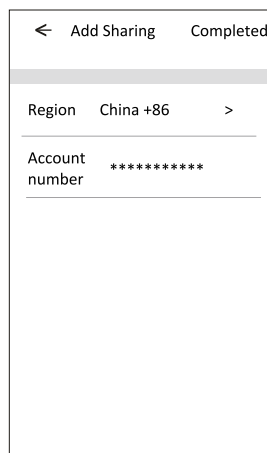 ← Add Sharing Completed
Region China +86 >
Account
number ***********